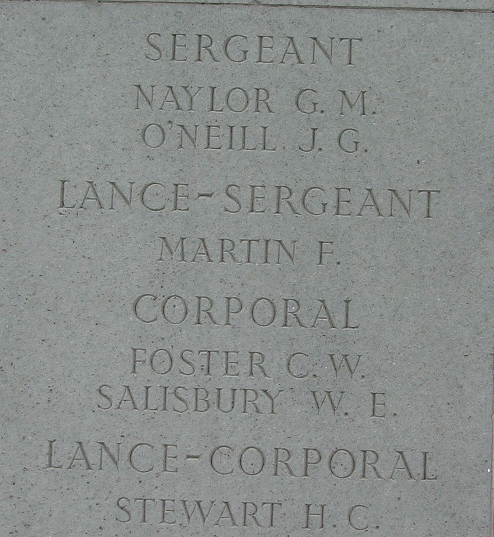 SERGEANT
NAYLOR G. M.
O'NEILL J. G.
LANCE-SERGEANT
MARTIN F.
CORPORAL
FOSTER C. W.
SALISBURY W. E.
LANCE-CORPORAL
STEWART H. C.